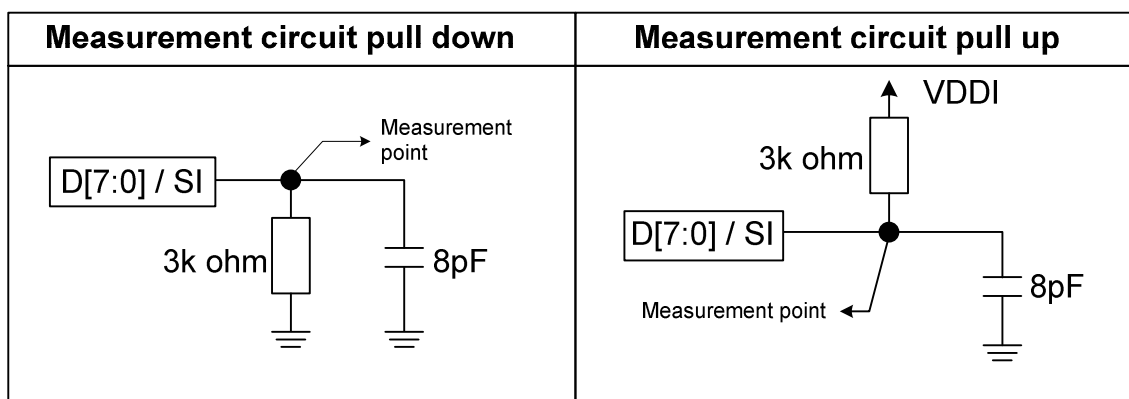 Measurement circuit pull down
Measurement circuit pull up
Measurement
point
D[7:0] / SI
3k ohm
8pF
VDDI
3k ohm
D[7:0] / SI
8pF
Measurement point